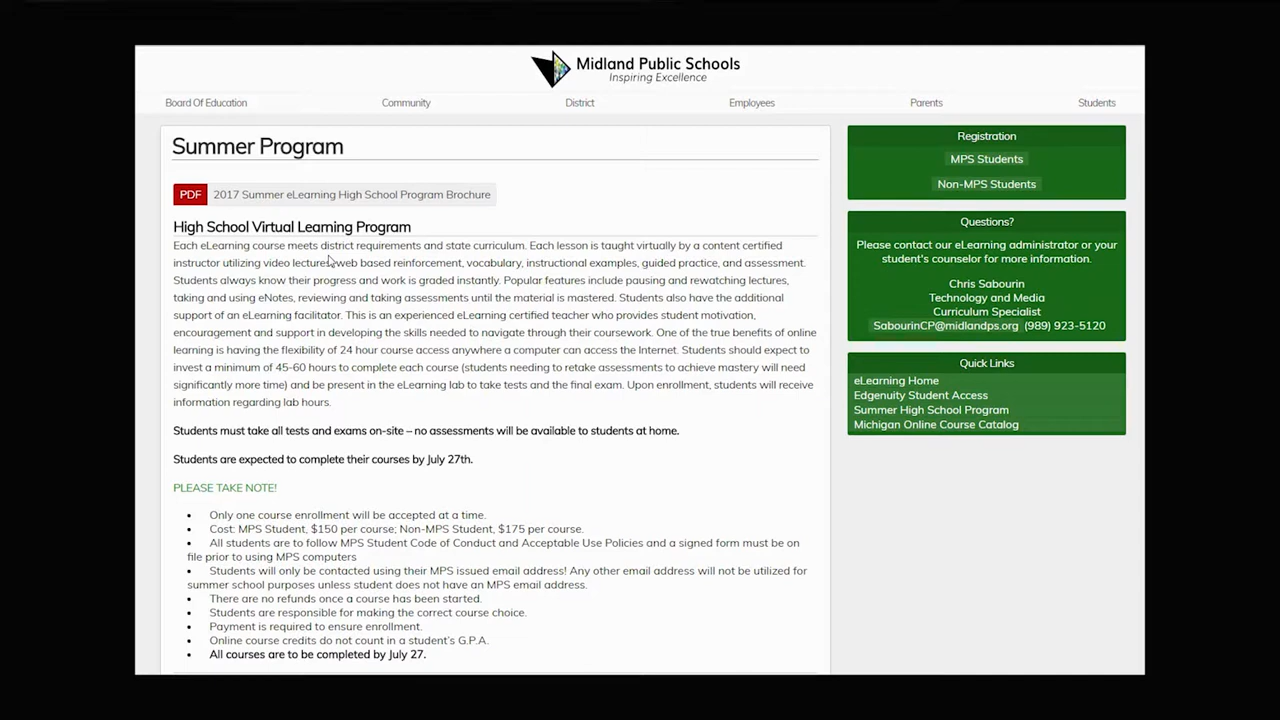 Midland Public Schools
Inspiring Excellence
Board Of Education
Community
District
Employees
Parents
Students
Summer Program
PDF 2017 Summer eLearning High School Program Brochure
High School Virtual Learning Program
Each eLearning course meets district requirements and state curriculum. Each lesson is taught virtually by a content certified
instructor utilizing video lectures, web based reinforcement, vocabulary, instructional examples, guided practice, and assessment.
Students always know their progress and work is graded instantly. Popular features include pausing and rewatching lectures,
taking and using eNotes, reviewing and taking assessments until the material is mastered. Students also have the additional
support of an eLearning facilitator. This is an experienced eLearning certified teacher who provides student motivation,
encouragement and support in developing the skills needed to navigate through their coursework. One of the true benefits of online
learning is having the flexibility of 24 hour course access anywhere a computer can access the Internet. Students should expect to
invest a minimum of 45-60 hours to complete each course (students needing to retake assessments to achieve mastery will need
significantly more time) and be present in the eLearning lab to take tests and the final exam. Upon enrollment, students will receive
information regarding lab hours.
Students must take all tests and exams on-site – no assessments will be available to students at home.
Students are expected to complete their courses by July 27th.
PLEASE TAKE NOTE!
• Only one course enrollment will be accepted at a time.
• Cost: MPS Student, $150 per course; Non-MPS Student, $175 per course.
• All students are to follow MPS Student Code of Conduct and Acceptable Use Policies and a signed form must be on
file prior to using MPS computers
• Students will only be contacted using their MPS issued email address! Any other email address will not be utilized for
summer school purposes unless student does not have an MPS email address.
• There are no refunds once a course has been started.
• Students are responsible for making the correct course choice.
• Payment is required to ensure enrollment.
• Online course credits do not count in a student's G.P.A.
• All courses are to be completed by July 27.
Registration
MPS Students
Non-MPS Students
Questions?
Please contact our eLearning administrator or your
student's counselor for more information.
Chris Sabourin
Technology and Media
Curriculum Specialist
SabourinCP@midlandps.org (989) 923-5120
Quick Links
eLearning Home
Edgenuity Student Access
Summer High School Program
Michigan Online Course Catalog